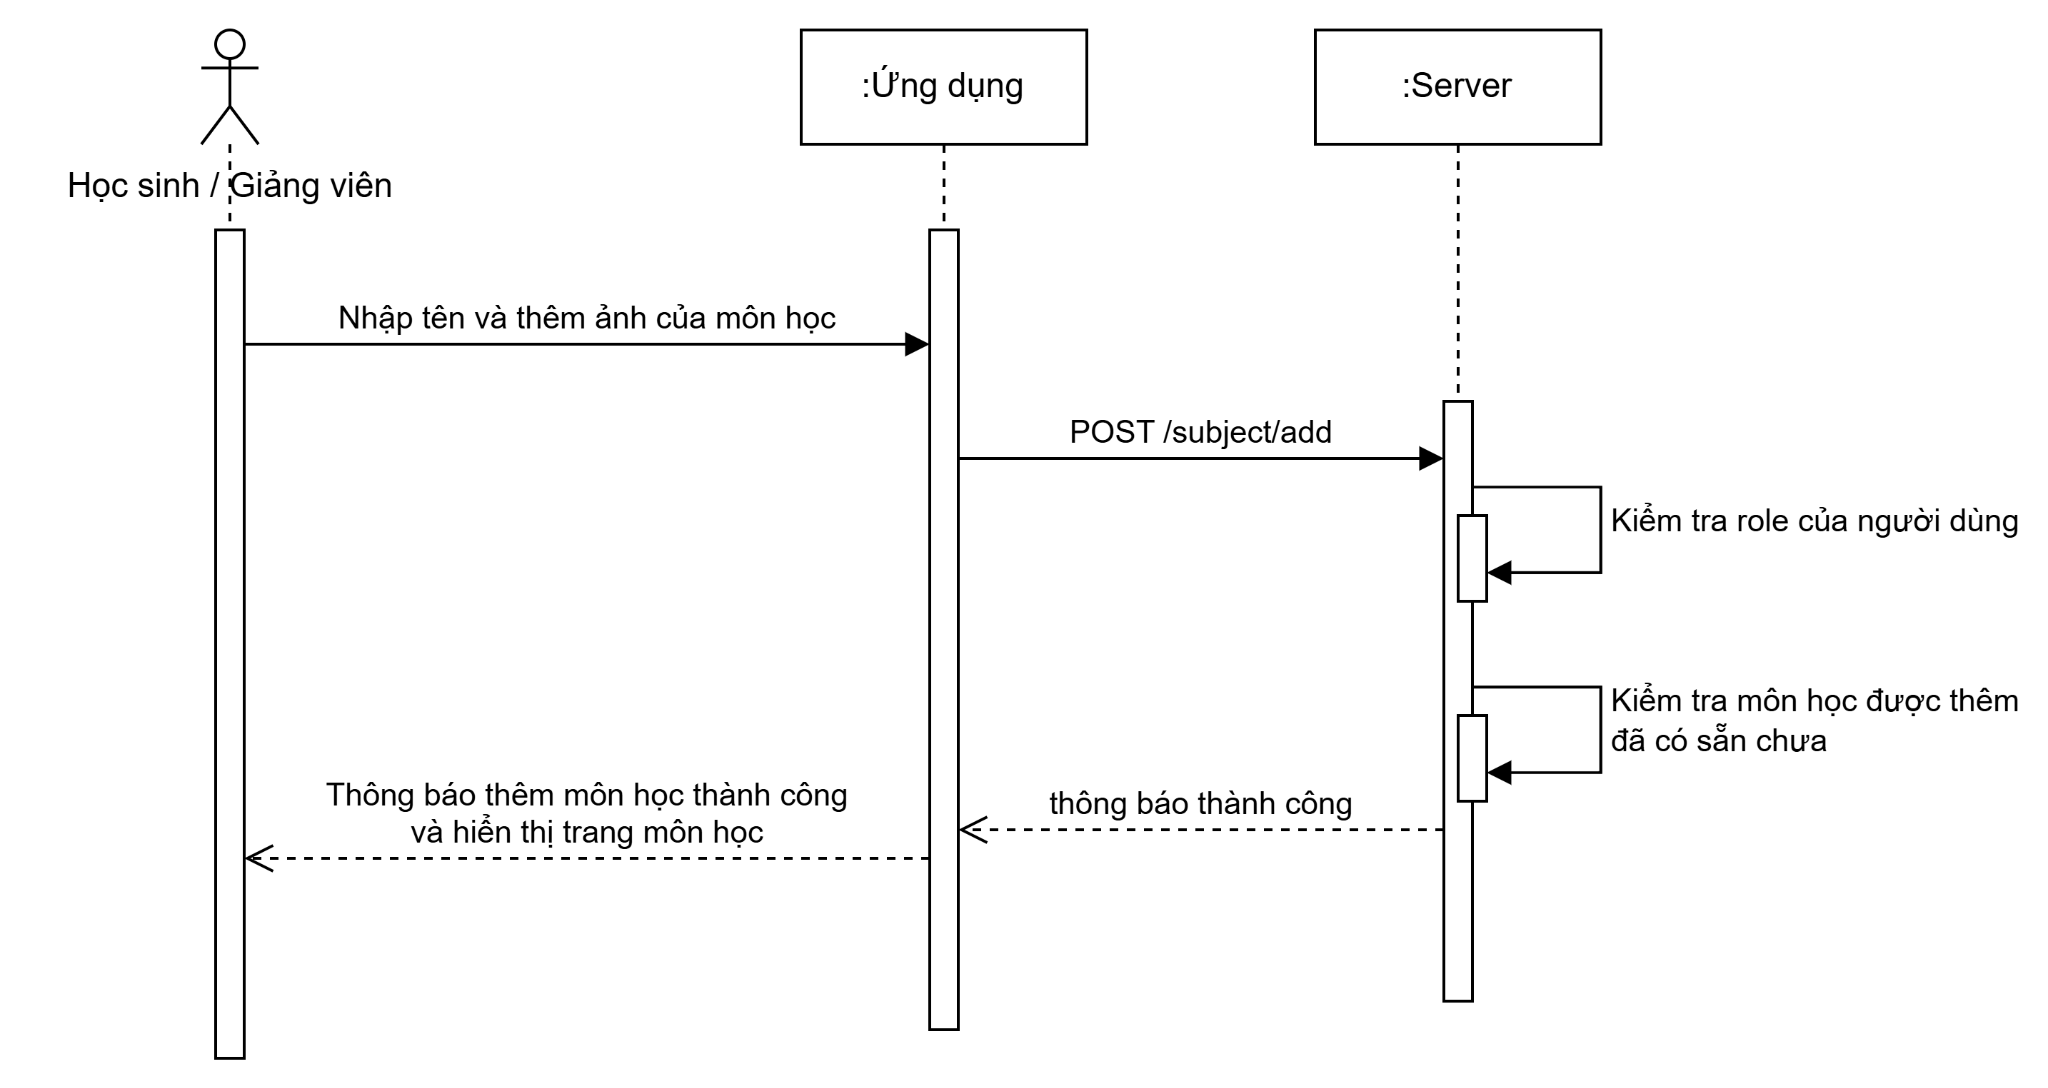 :Ứng dụng
:Server
Học sinh / Giảng viên
Nhập tên và thêm ảnh của môn học
POST /subject/add
Kiểm tra role của người dùng
Kiểm tra môn học được thêm
đã có sẵn chưa
Thông báo thêm môn học thành công
và hiển thị trang môn học
thông báo thành công